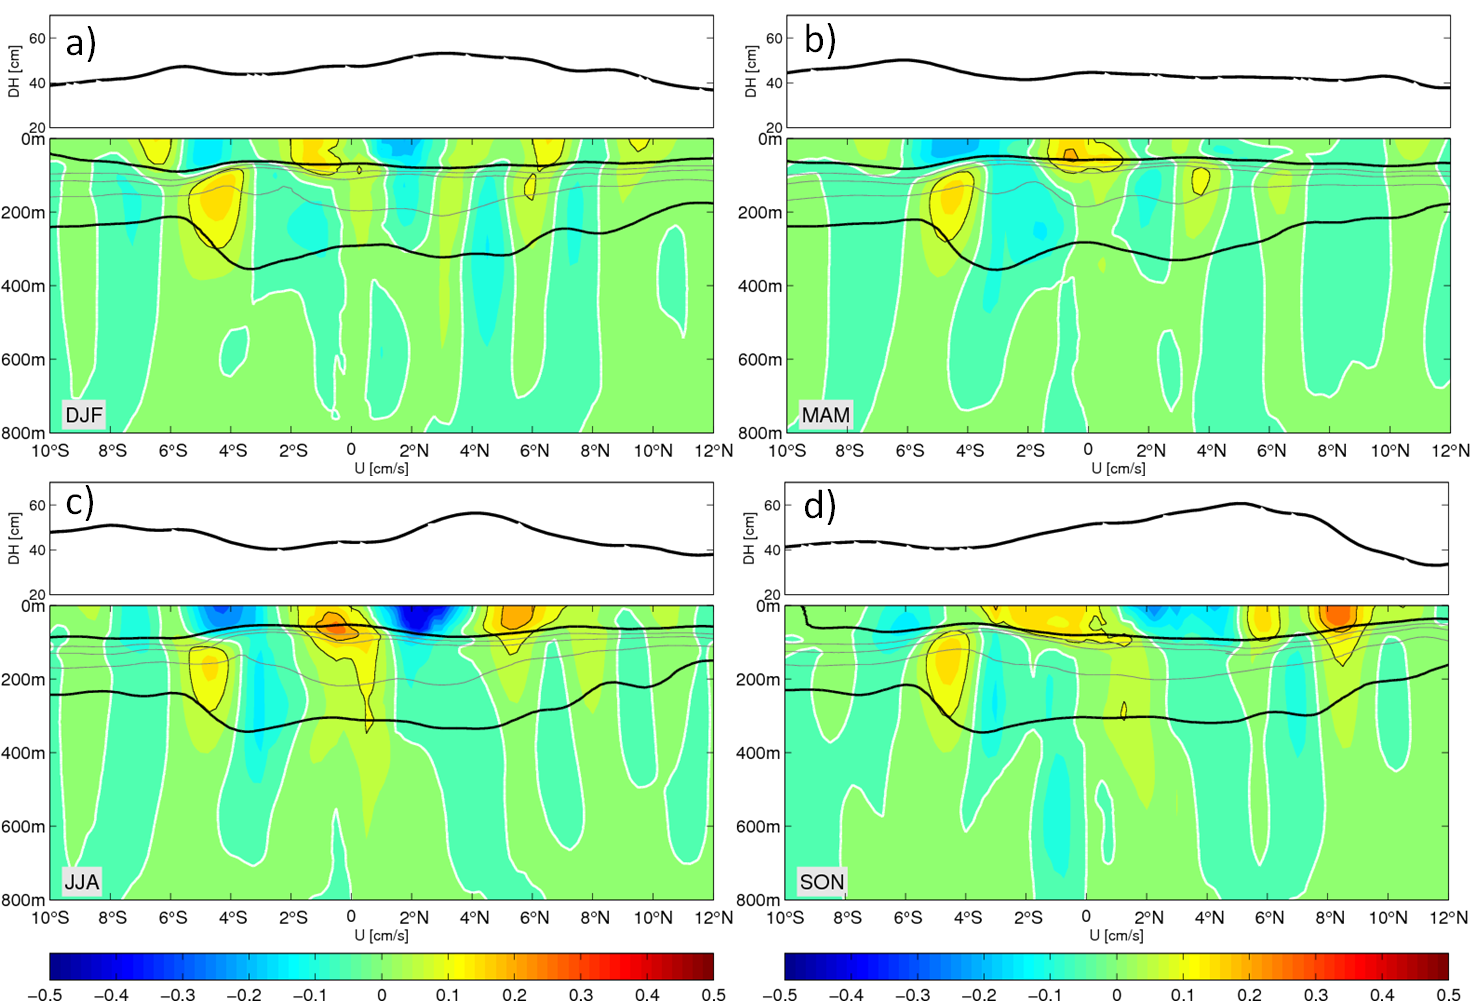 a)
DH [cm]
60
40
20
0m
200m
400m
600m
800m
DJF
10°S 8°S 6°S 4°S 2°S 0 2°N 4°N 6°N 8°N 10°N 12°N
U [cm/s]
b)
DH [cm]
60
40
20
0m
200m
400m
600m
800m
MAM
10°S 8°S 6°S 4°S 2°S 0 2°N 4°N 6°N 8°N 10°N 12°N
U [cm/s]
c)
DH [cm]
60
40
20
0m
200m
400m
600m
800m
JJA
10°S 8°S 6°S 4°S 2°S 0 2°N 4°N 6°N 8°N 10°N 12°N
U [cm/s]
d)
DH [cm]
60
40
20
0m
200m
400m
600m
800m
SON
10°S 8°S 6°S 4°S 2°S 0 2°N 4°N 6°N 8°N 10°N 12°N
U [cm/s]
−0.5 −0.4 −0.3 −0.2 −0.1 0 0.1 0.2 0.3 0.4 0.5
−0.5 −0.4 −0.3 −0.2 −0.1 0 0.1 0.2 0.3 0.4 0.5